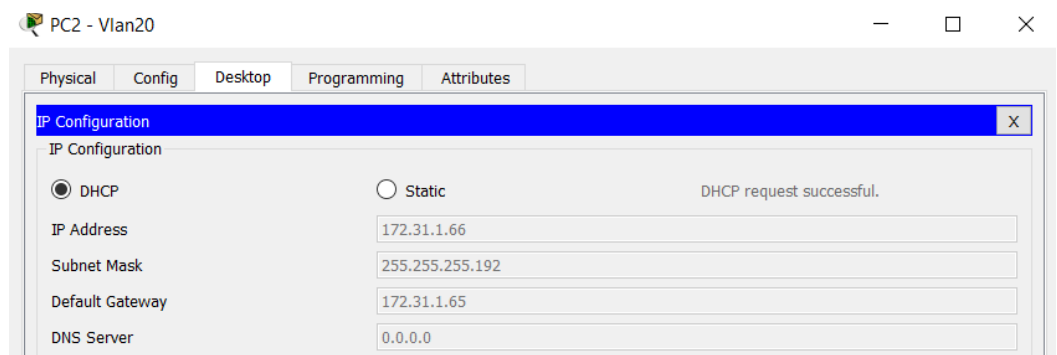 PC2 - Vlan20
Physical Config Desktop Programming Attributes
IP Configuration X
IP Configuration
DHCP Static DHCP request successful.
IP Address 172.31.1.66
Subnet Mask 255.255.255.192
Default Gateway 172.31.1.65
DNS Server 0.0.0.0